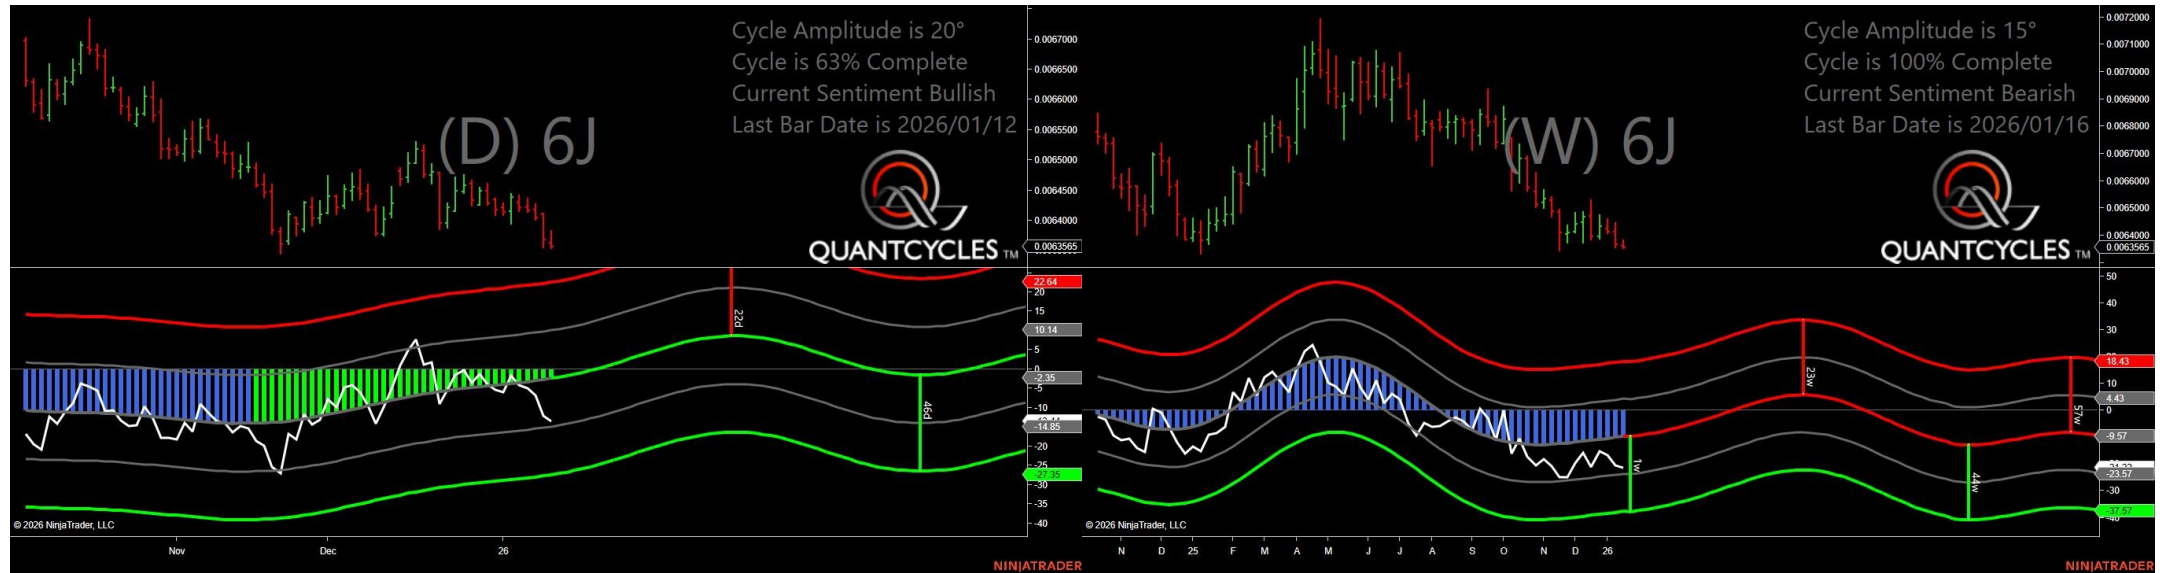 Cycle Amplitude is 20°
Cycle is 63% Complete
Current Sentiment Bullish
Last Bar Date is 2026/01/12
(D) 6J
QUANTCYCLES TM
0.0067000
0.0066500
0.0066000
0.0065500
0.0065000
0.0064500
0.0064000
0.0063565
22.64
20
15
10.14
5
0
-2.35
-5
-10
-14.85
-20
-25
-27.35
-30
-35
-40
22d
46d
© 2026 NinjaTrader, LLC
Nov
Dec
26
NINJATRADER
Cycle Amplitude is 15°
Cycle is 100% Complete
Current Sentiment Bearish
Last Bar Date is 2026/01/16
(W) 6J
QUANTCYCLES TM
0.0072000
0.0071000
0.0070000
0.0069000
0.0068000
0.0067000
0.0066000
0.0065000
0.0064000
0.0063565
50
40
30
18.43
10
4.43
0
-9.57
-23.57
-30
-37.57
-40
1w
23w
44w
57w
© 2026 NinjaTrader, LLC
N
D
25
F
M
A
M
J
J
A
S
O
N
D
26
NINJATRADER